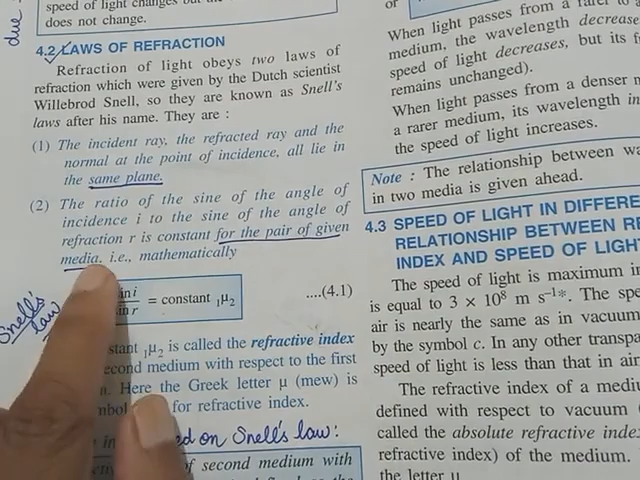 speed of light changes but the
does not change.
due
4.2 LAWS OF REFRACTION
Refraction of light obeys two laws of
refraction which were given by the Dutch scientist
Willebrod Snell, so they are known as Snell's
laws after his name. They are :
(1) The incident ray, the refracted ray and the
normal at the point of incidence, all lie in
the same plane.
(2) The ratio of the sine of the angle of
incidence i to the sine of the angle of
refraction r is constant for the pair of given
media. i.e., mathematically
Snell's
law
in i
in r
= constant ₁μ₂
....(4.1)
stant ₁μ₂ is called the refractive index
econd medium with respect to the first
n. Here the Greek letter μ (mew) is
nbol for refractive index.
ed on Snell's law:
of second medium with
or
When light passes from a rarer to
medium, the wavelength decrease
speed of light decreases, but its f
remains unchanged).
When light passes from a denser m
a rarer medium, its wavelength in
the speed of light increases.
Note : The relationship between wa
in two media is given ahead.
4.3 SPEED OF LIGHT IN DIFFERE
RELATIONSHIP BETWEEN RE
INDEX AND SPEED OF LIGH
The speed of light is maximum in
is equal to 3 × 10⁸ m s⁻¹*. The spe
air is nearly the same as in vacuum
by the symbol c. In any other transpa
speed of light is less than that in air
The refractive index of a mediu
defined with respect to vacuum (
called the absolute refractive inde
refractive index) of the medium.
the letter μ